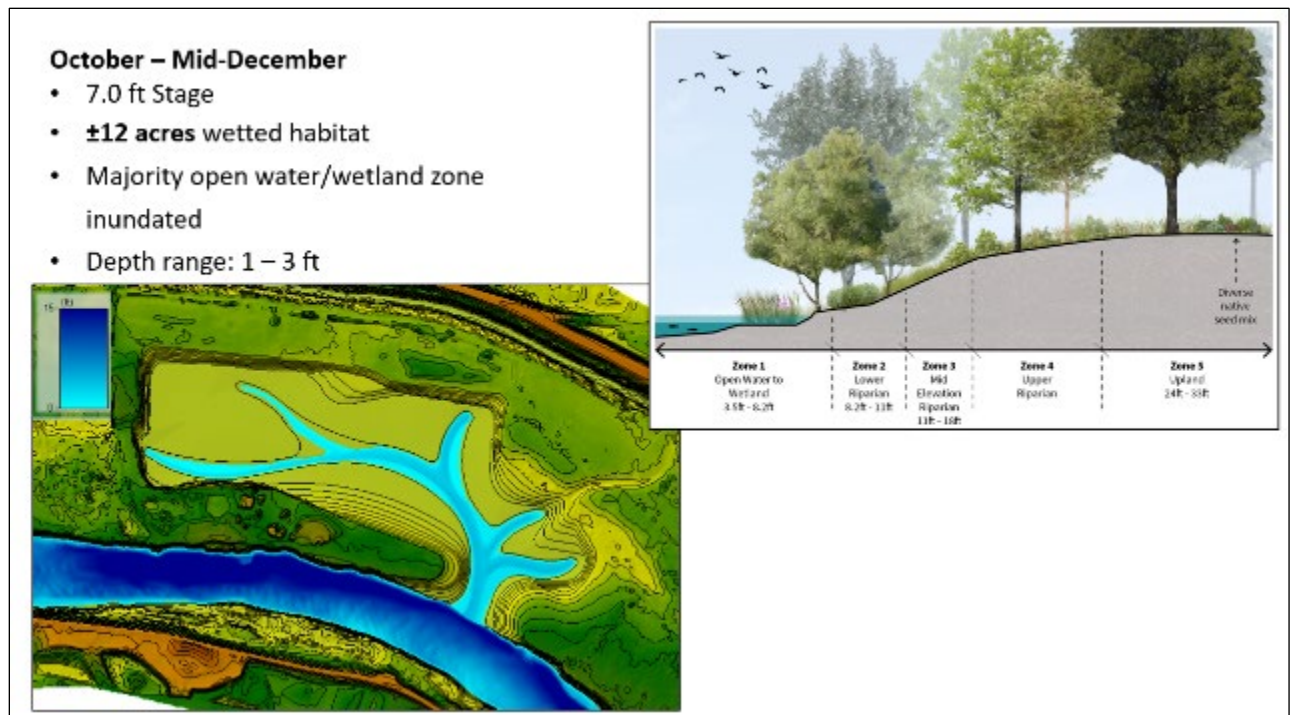 October – Mid-December
• 7.0 ft Stage
• ±12 acres wetted habitat
• Majority open water/wetland zone
inundated
• Depth range: 1 – 3 ft
15
(ft)
0
Diverse
native
seed mix
Zone 1
Open Water to
Wetland
3.5ft - 8.2ft
Zone 2
Lower
Riparian
8.2ft - 11ft
Zone 3
Mid
Elevation
Riparian
11ft - 18ft
Zone 4
Upper
Riparian
Zone 5
Upland
24ft - 33ft